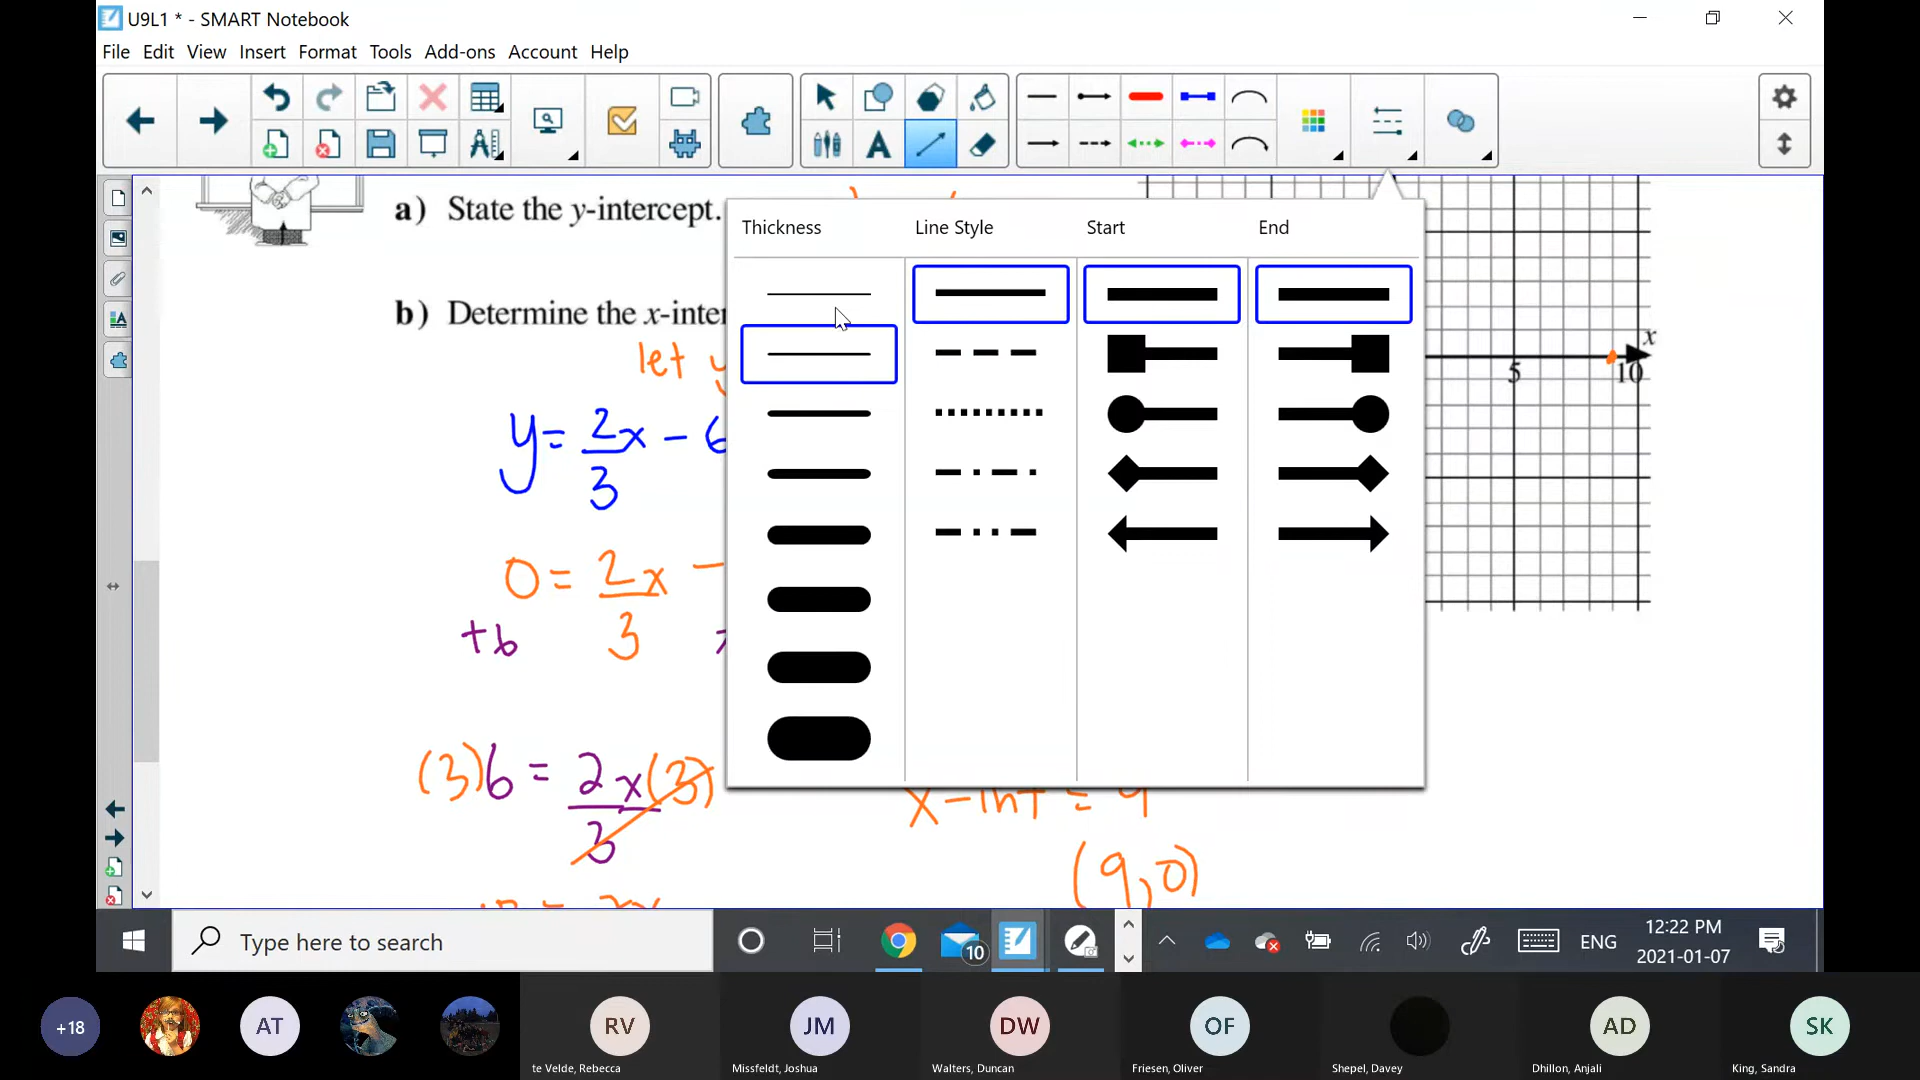 U9L1 * - SMART Notebook
File Edit View Insert Format Tools Add-ons Account Help
a) State the y-intercept.
b) Determine the x-inter
let y
y = 2x - 6
3
0 = 2x -
3
+6
(3)6 = 2x(3)
3
Thickness Line Style Start End
x
5 10
x-int = 9
(9,0)
Type here to search
10
ENG
12:22 PM
2021-01-07
+18
AT
RV
JM
DW
OF
AD
SK
te Velde, Rebecca
Missfeldt, Joshua
Walters, Duncan
Friesen, Oliver
Shepel, Davey
Dhillon, Anjali
King, Sandra